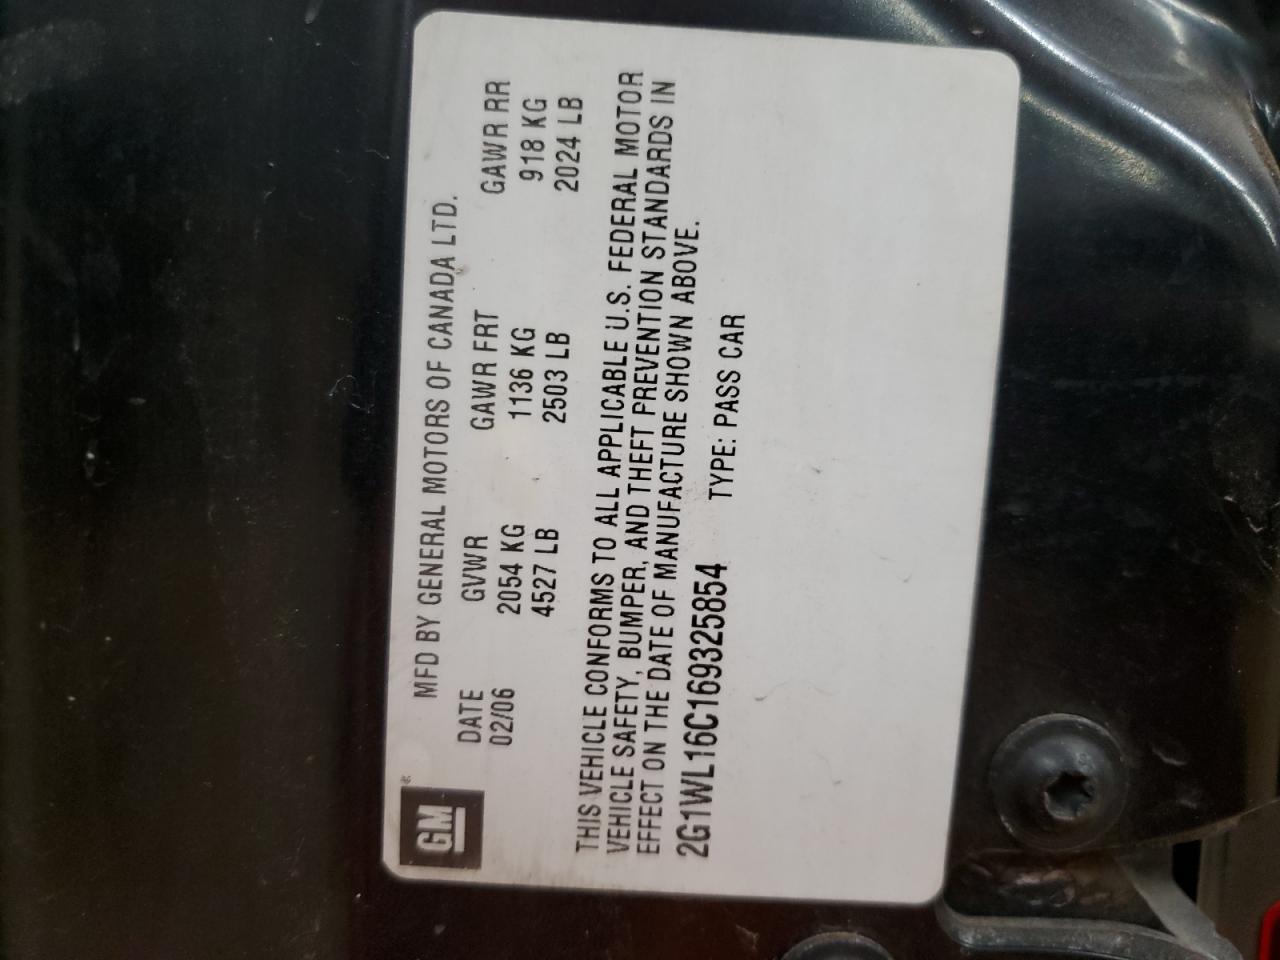 GM
MFD BY GENERAL MOTORS OF CANADA LTD.
DATE GVWR GAWR FRT GAWR RR
02/06 2054 KG 1136 KG 918 KG
4527 LB 2503 LB 2024 LB
THIS VEHICLE CONFORMS TO ALL APPLICABLE U.S. FEDERAL MOTOR
VEHICLE SAFETY, BUMPER, AND THEFT PREVENTION STANDARDS IN
EFFECT ON THE DATE OF MANUFACTURE SHOWN ABOVE.
2G1WL16C169325854 TYPE: PASS CAR